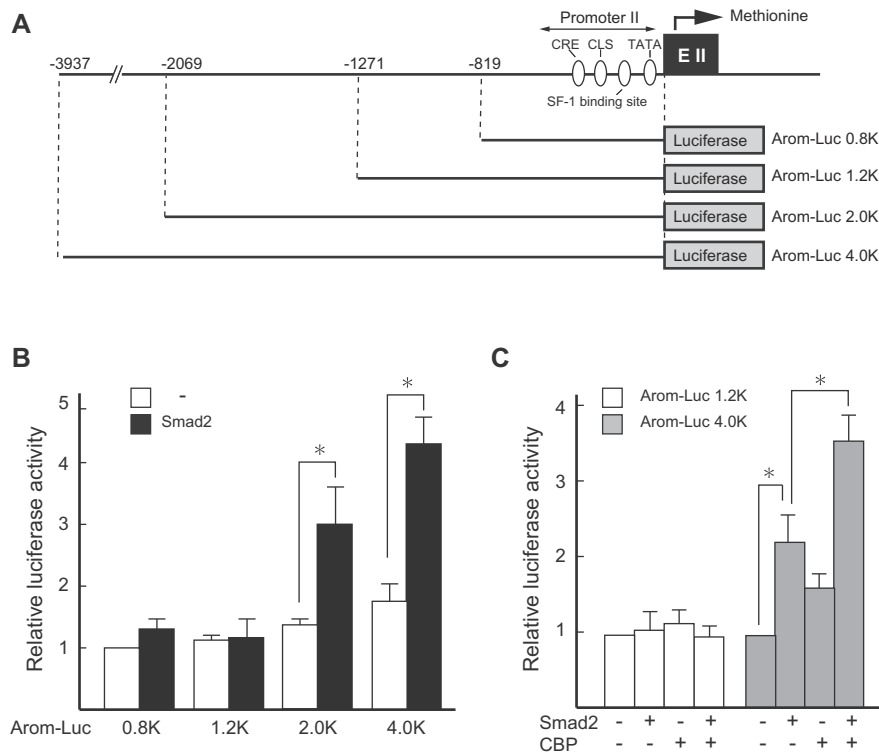 A
Promoter II
Methionine
CRE CLS TATA
E II
-3937 -2069 -1271 -819
SF-1 binding site
Luciferase Arom-Luc 0.8K
Luciferase Arom-Luc 1.2K
Luciferase Arom-Luc 2.0K
Luciferase Arom-Luc 4.0K
B
-
Smad2
Relative luciferase activity
5
4
3
2
1
*
*
Arom-Luc 0.8K 1.2K 2.0K 4.0K
C
Arom-Luc 1.2K
Arom-Luc 4.0K
Relative luciferase activity
4
3
2
1
*
*
Smad2 - + - + - + - +
CBP - - + + - - + +